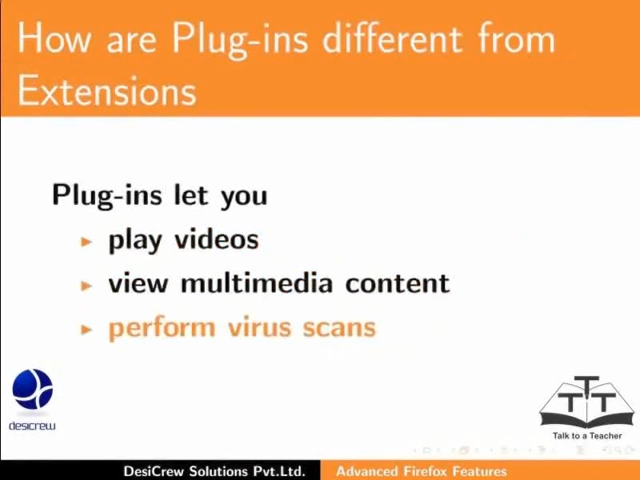 How are Plug-ins different from
Extensions
Plug-ins let you
play videos
view multimedia content
perform virus scans
desicrew
TTT
Talk to a Teacher
DesiCrew Solutions Pvt.Ltd.
Advanced Firefox Features